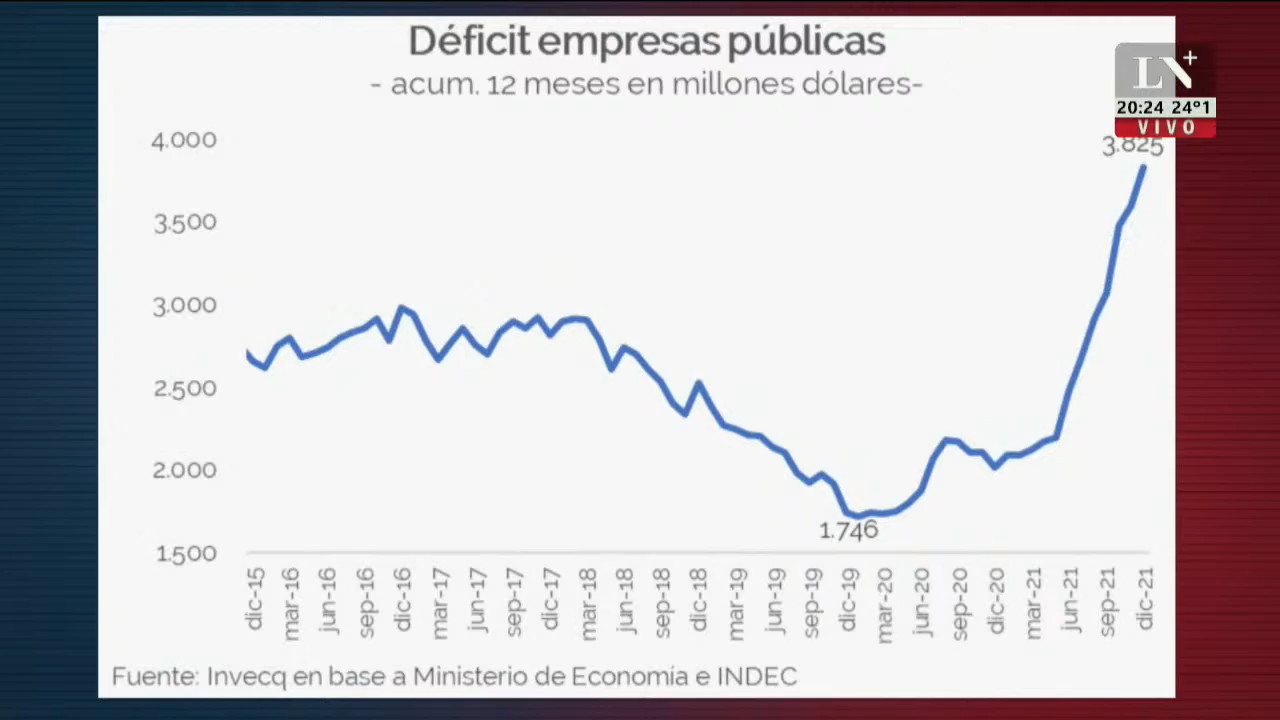 Déficit empresas públicas
- acum. 12 meses en millones dólares-
LN+
20:24 24°1
VIVO
4.000
3.825
3.500
3.000
2.500
2.000
1.746
1.500
dic-15
mar-16
jun-16
sep-16
dic-16
mar-17
jun-17
sep-17
dic-17
mar-18
jun-18
sep-18
dic-18
mar-19
jun-19
sep-19
dic-19
mar-20
jun-20
sep-20
dic-20
mar-21
jun-21
sep-21
dic-21
Fuente: Invecq en base a Ministerio de Economía e INDEC